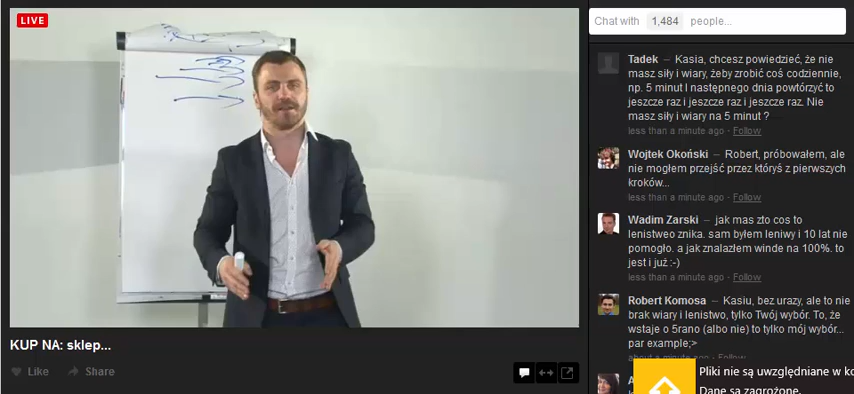 LIVE
Chat with 1,484 people...
Tadek – Kasia, chcesz powiedzieć, że nie
masz siły i wiary, żeby zrobić coś codziennie,
np. 5 minut I następnego dnia powtórzyć to
jeszcze raz i jeszcze raz i jeszcze raz. Nie
masz siły i wiary na 5 minut ?
less than a minute ago · Follow
Wojtek Okoński – Robert, próbowałem, ale
nie mogłem przejść przez któryś z pierwszych
kroków...
less than a minute ago · Follow
Wadim Zarski – jak mas zto cos to
lenistweo znika. sam byłem leniwy i 10 lat nie
pomogło. a jak znalazłem winde na 100%. to
jest i już :-)
less than a minute ago · Follow
Robert Komosa – Kasiu, bez urazy, ale to nie
brak wiary i lenistwo, tylko Twój wybór. To, że
wstaje o 5rano (albo nie) to tylko mój wybór...
par example;>
about a minute ago · Follow
A
Pliki nie są uwzględniane w ko
Dane są zagrożone.
KUP NA: sklep...
Like
Share